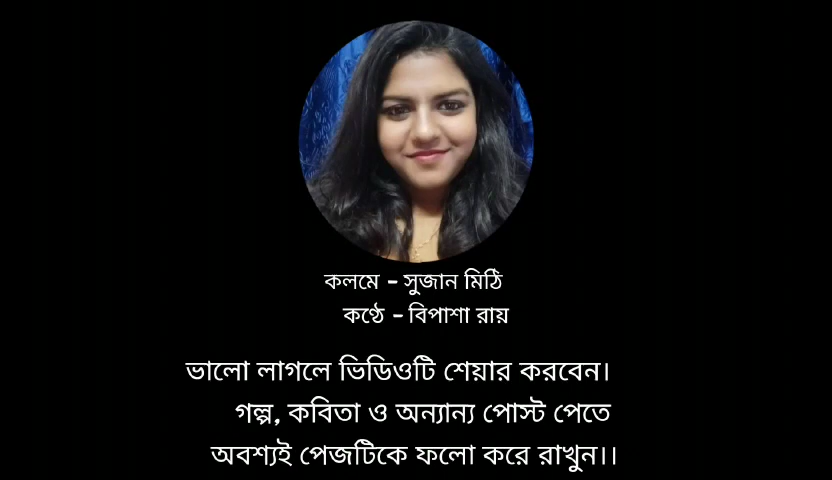 কলমে - সুজান মিঠি
কণ্ঠে - বিপাশা রায়
ভালো লাগলে ভিডিওটি শেয়ার করবেন।
গল্প, কবিতা ও অন্যান্য পোস্ট পেতে
অবশ্যই পেজটিকে ফলো করে রাখুন।।